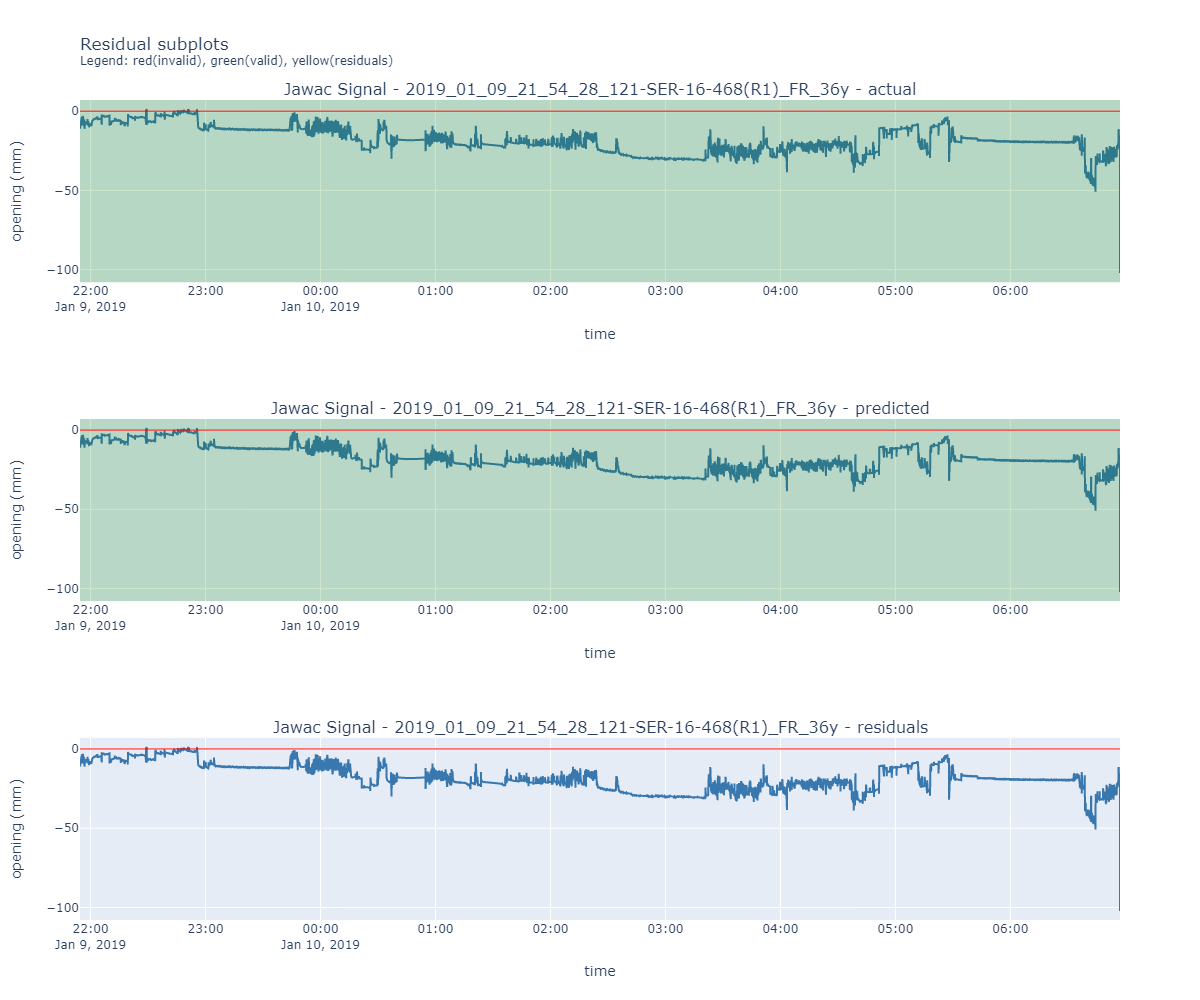 Residual subplots
Legend: red(invalid), green(valid), yellow(residuals)
Jawac Signal - 2019_01_09_21_54_28_121-SER-16-468(R1)_FR_36y - actual
0
−50
−100
opening (mm)
22:00 23:00 00:00 01:00 02:00 03:00 04:00 05:00 06:00
Jan 9, 2019 Jan 10, 2019
time
Jawac Signal - 2019_01_09_21_54_28_121-SER-16-468(R1)_FR_36y - predicted
0
−50
−100
opening (mm)
22:00 23:00 00:00 01:00 02:00 03:00 04:00 05:00 06:00
Jan 9, 2019 Jan 10, 2019
time
Jawac Signal - 2019_01_09_21_54_28_121-SER-16-468(R1)_FR_36y - residuals
0
−50
−100
opening (mm)
22:00 23:00 00:00 01:00 02:00 03:00 04:00 05:00 06:00
Jan 9, 2019 Jan 10, 2019
time